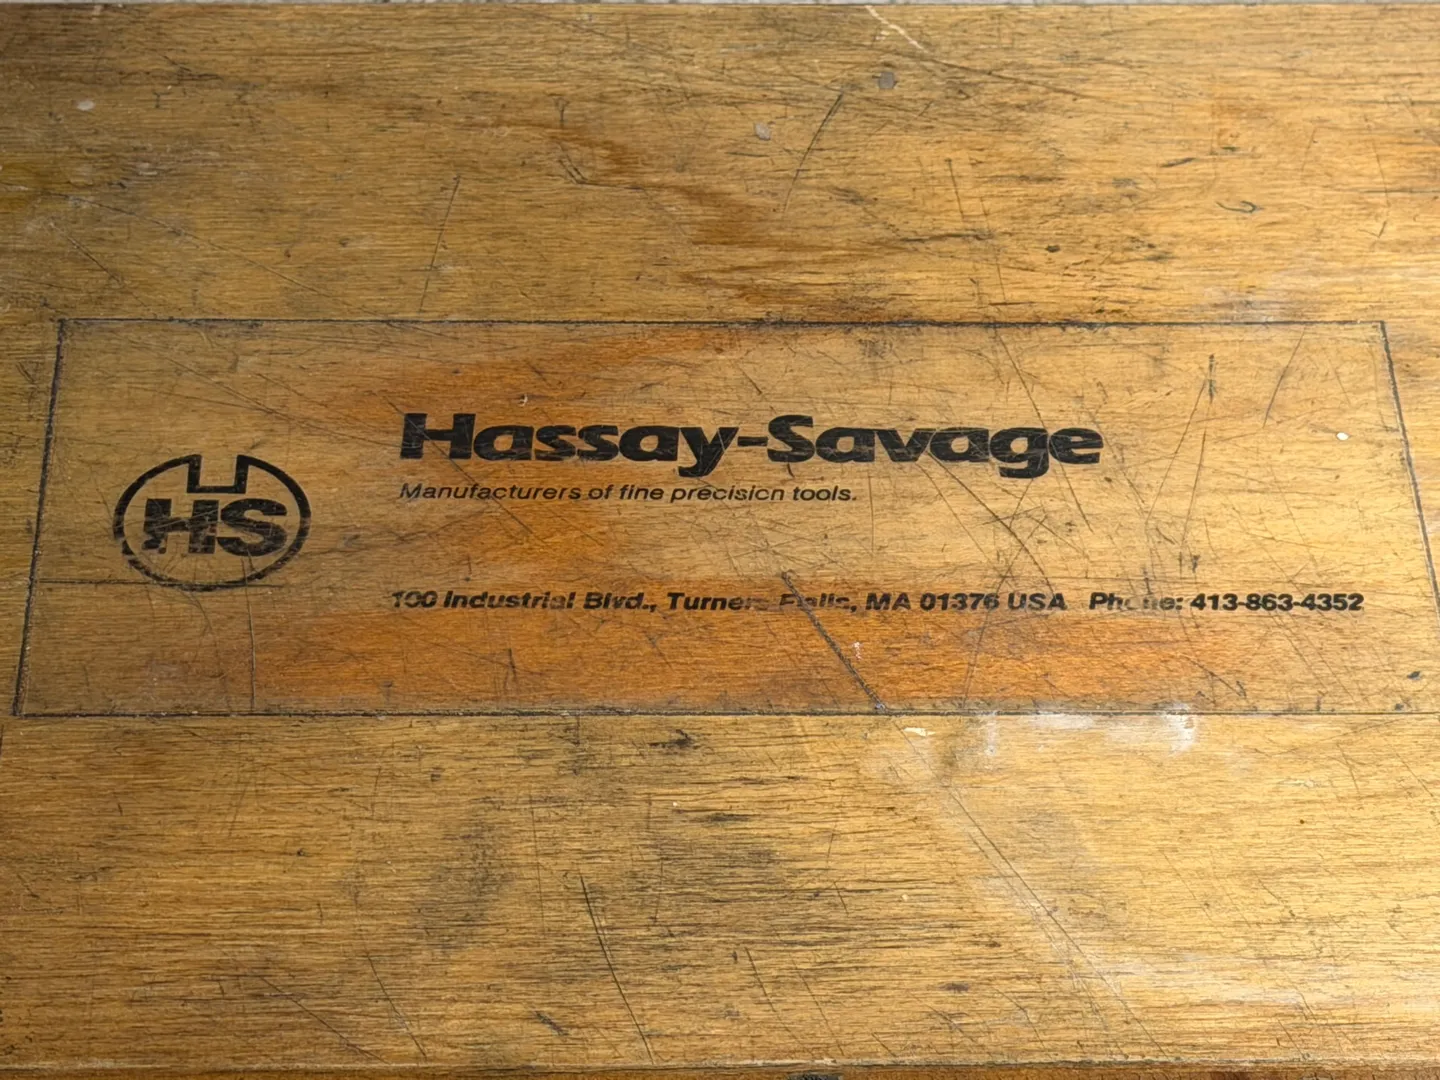 Hassay-Savage
Manufacturers of fine precision tools.
HS
100 Industrial Blvd., Turners Falls, MA 01376 USA Phone: 413-863-4352